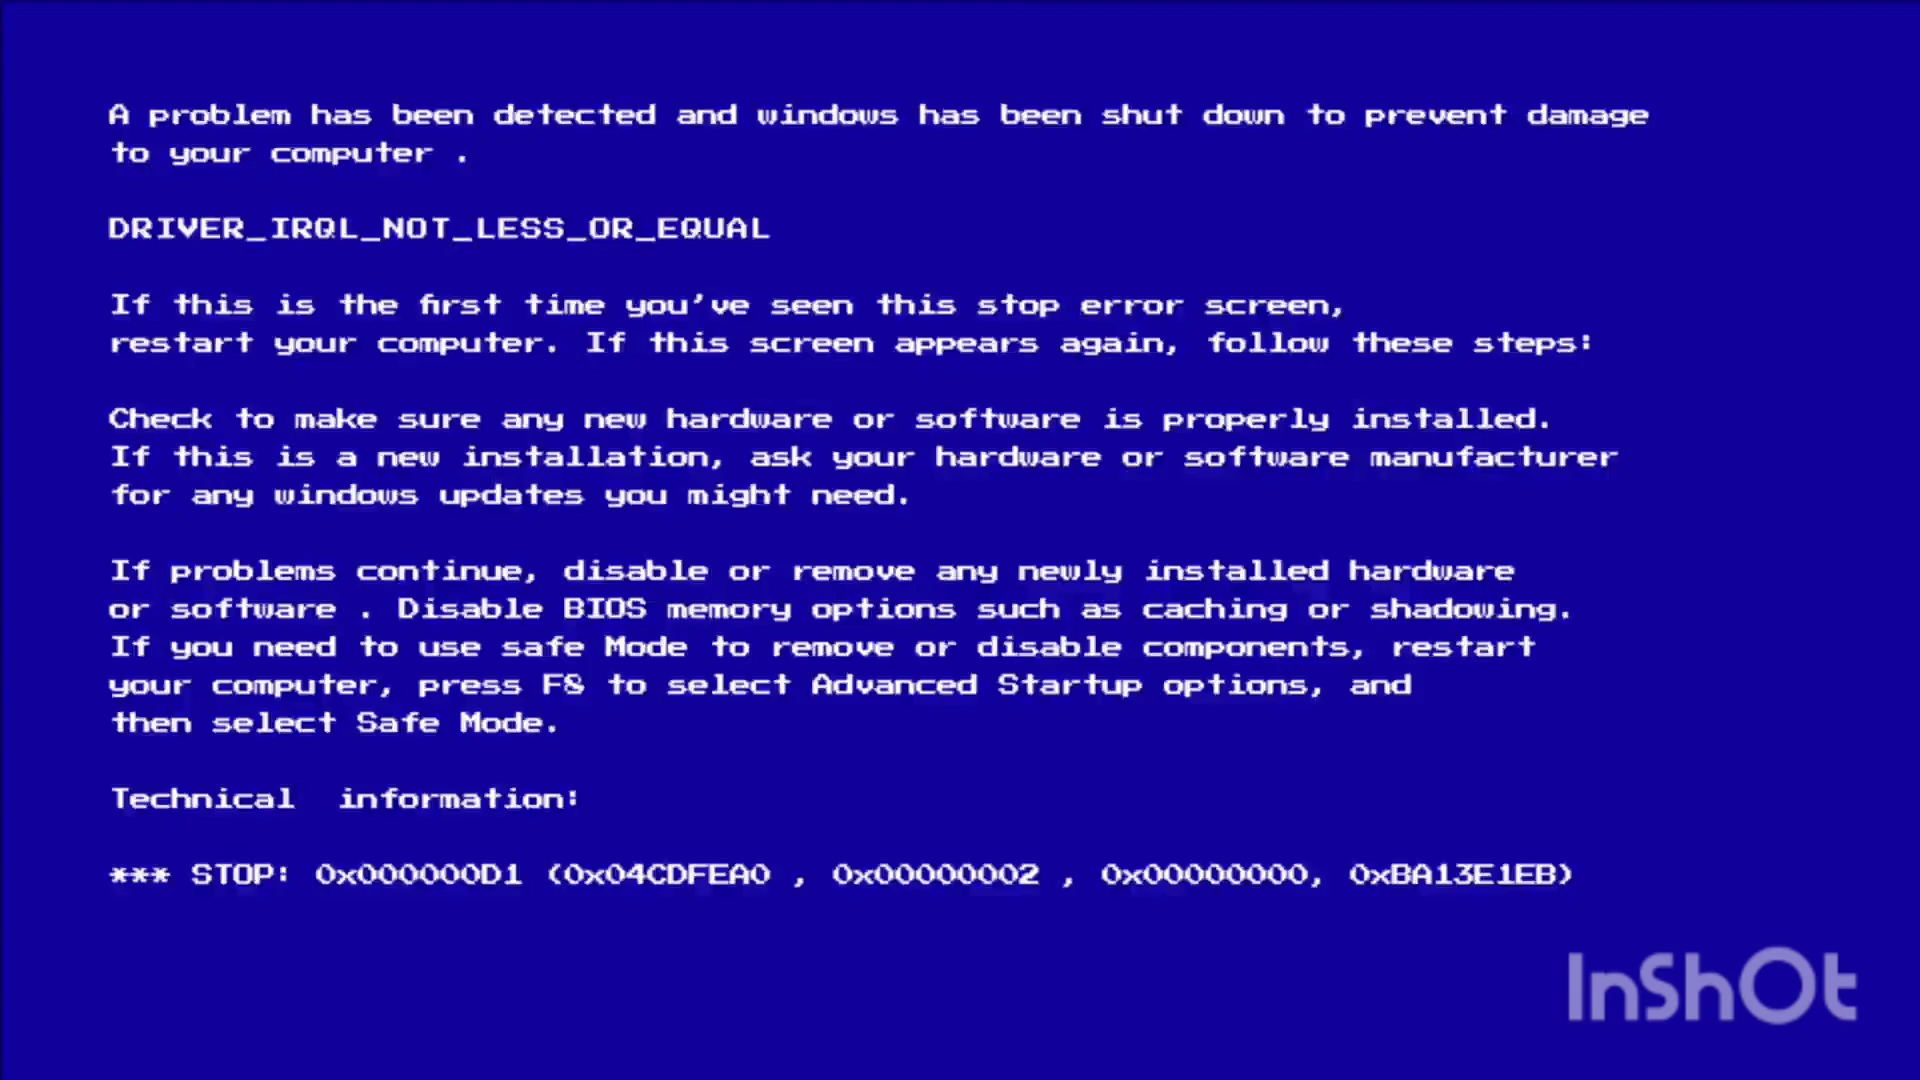 A problem has been detected and windows has been shut down to prevent damage
to your computer .
DRIVER_IRQL_NOT_LESS_OR_EQUAL
If this is the first time you've seen this stop error screen,
restart your computer. If this screen appears again, follow these steps:
Check to make sure any new hardware or software is properly installed.
If this is a new installation, ask your hardware or software manufacturer
for any windows updates you might need.
If problems continue, disable or remove any newly installed hardware
or software . Disable BIOS memory options such as caching or shadowing.
If you need to use safe Mode to remove or disable components, restart
your computer, press F& to select Advanced Startup options, and
then select Safe Mode.
Technical  information:
*** STOP: 0x000000D1 (0x04CDFEA0 , 0x00000002 , 0x00000000, 0xBA13E1EB)
InShOt